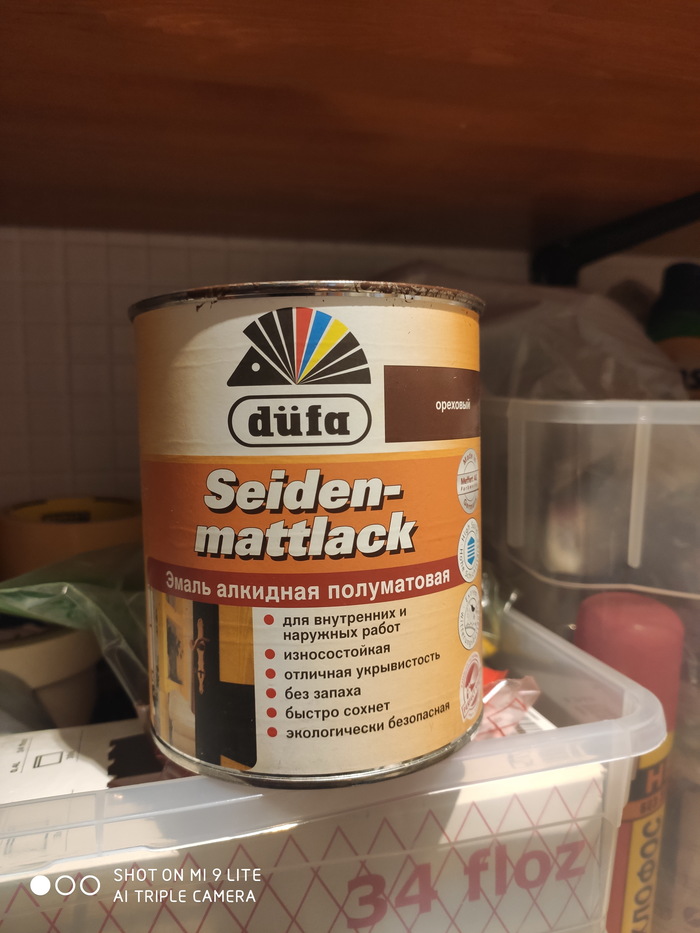 düfa
ореховый
Seiden-
mattlack
Эмаль алкидная полуматовая
для внутренних и
наружных работ
износостойкая
отличная укрывистость
без запаха
быстро сохнет
экологически безопасная
34 floz
SHOT ON MI 9 LITE
AI TRIPLE CAMERA